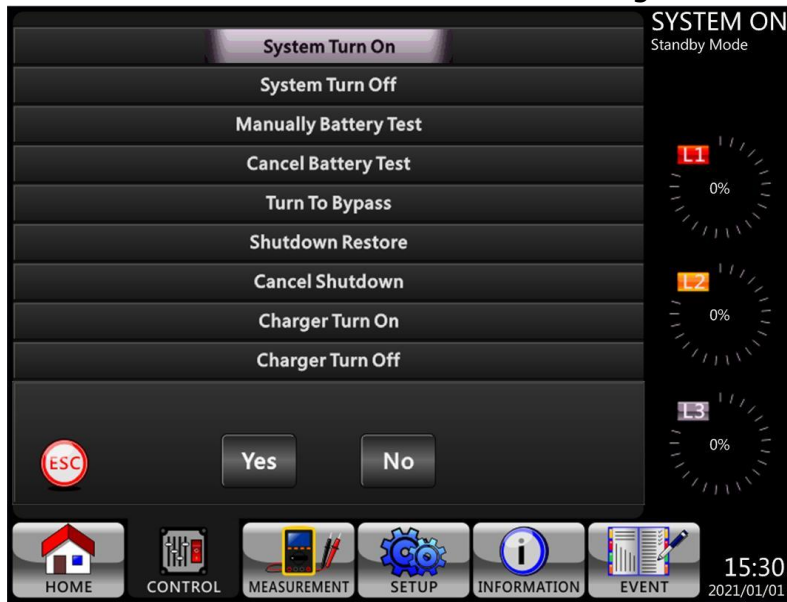 SYSTEM ON
Standby Mode
System Turn On
System Turn Off
Manually Battery Test
Cancel Battery Test
Turn To Bypass
Shutdown Restore
Cancel Shutdown
Charger Turn On
Charger Turn Off
L1
0%
L2
0%
L3
0%
ESC
Yes
No
HOME
CONTROL
MEASUREMENT
SETUP
INFORMATION
EVENT
15:30
2021/01/01